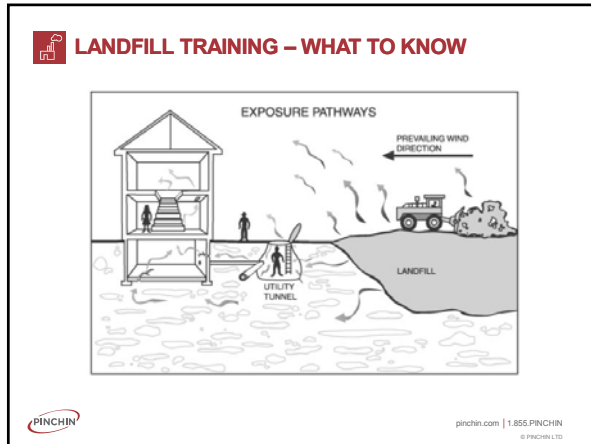 LANDFILL TRAINING – WHAT TO KNOW
EXPOSURE PATHWAYS
PREVAILING WIND
DIRECTION
LANDFILL
UTILITY
TUNNEL
PINCHIN
pinchin.com | 1.855.PINCHIN
© PINCHIN LTD